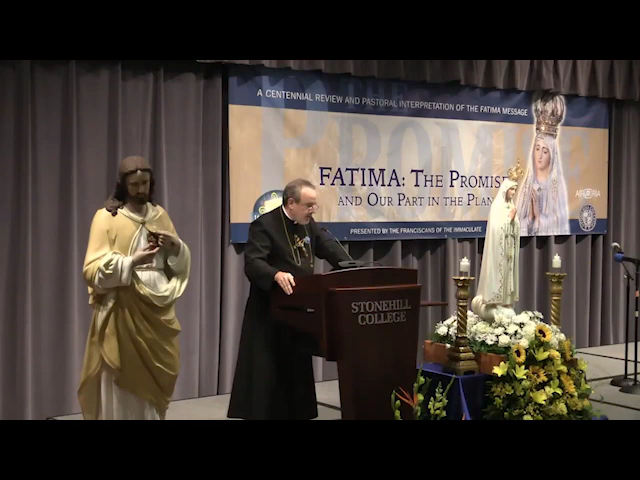 A CENTENNIAL REVIEW AND PASTORAL INTERPRETATION OF THE FATIMA MESSAGE
FATIMA: THE PROMISE
AND OUR PART IN THE PLAN
PRESENTED BY THE FRANCISCANS OF THE IMMACULATE
STONEHILL
COLLEGE